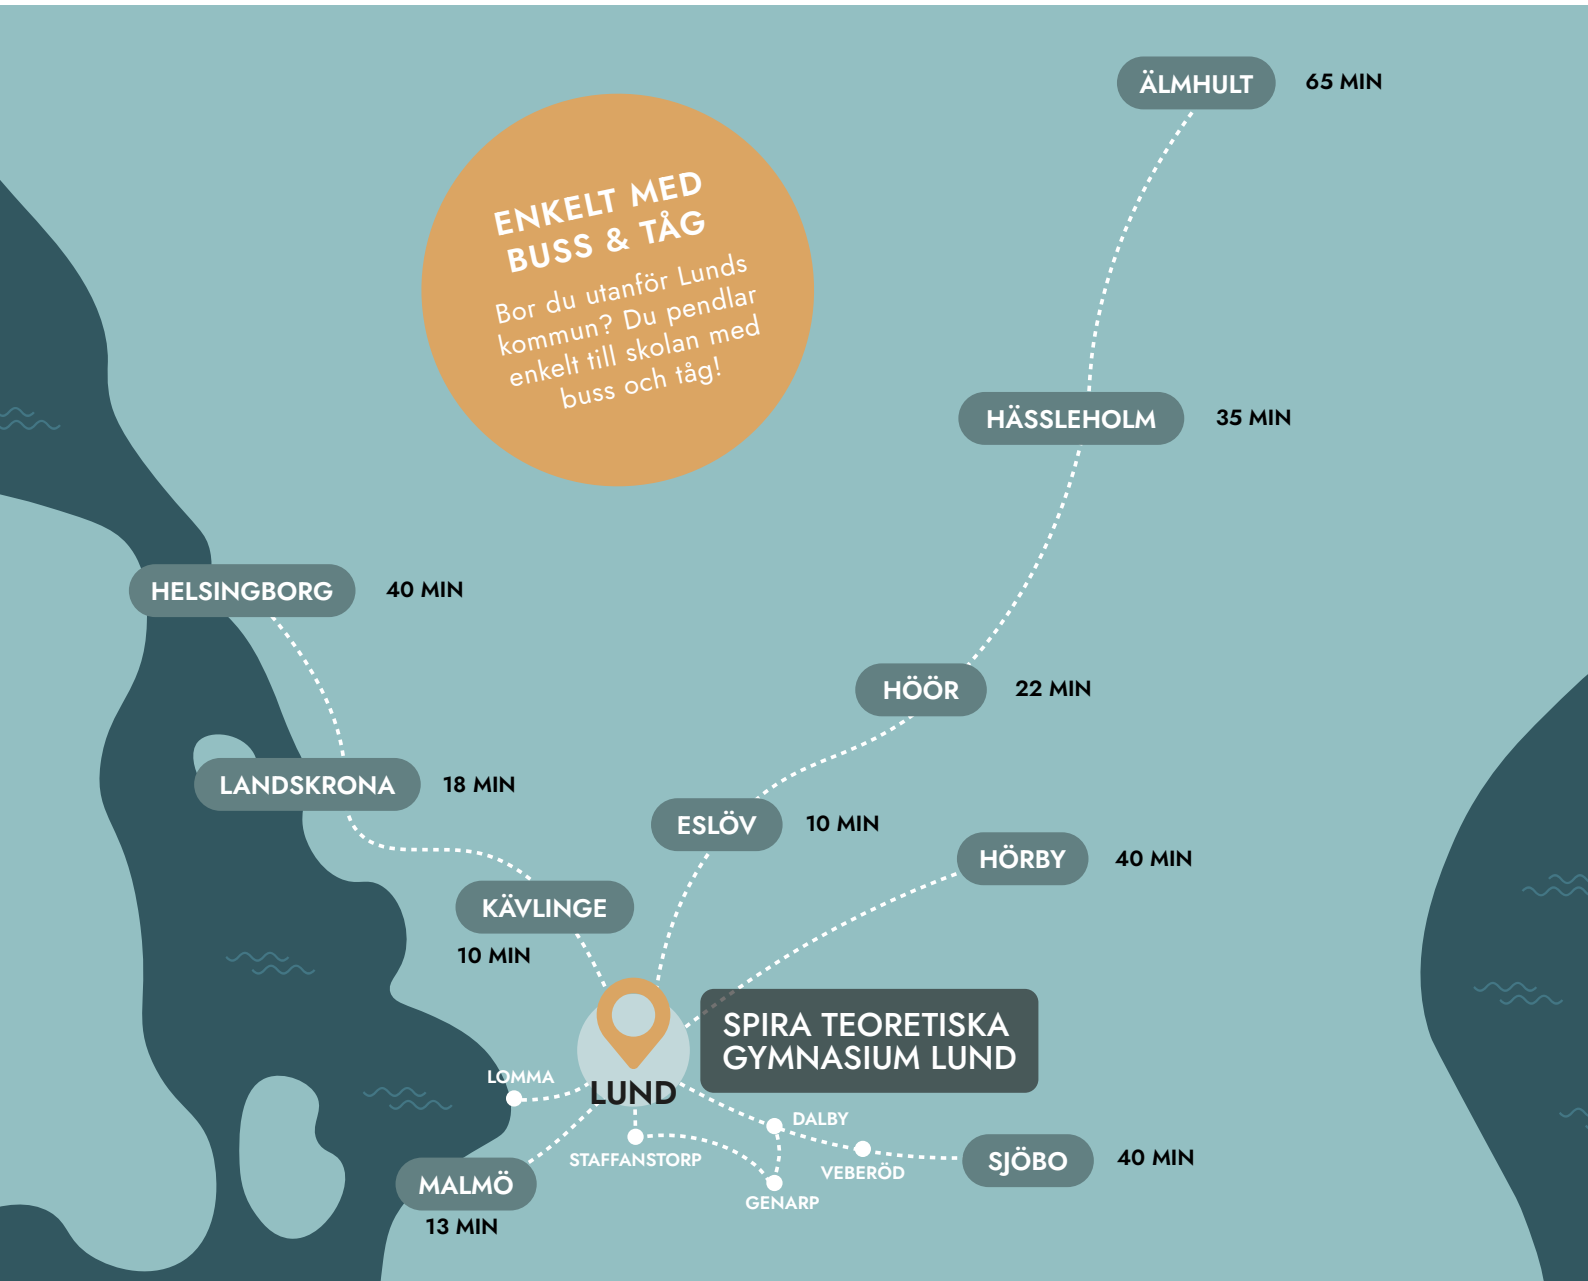 ÄLMHULT
65 MIN
ENKELT MED
BUSS & TÅG
Bor du utanför Lunds
kommun? Du pendlar
enkelt till skolan med
buss och tåg!
HÄSSLEHOLM
35 MIN
HELSINGBORG
40 MIN
HÖÖR
22 MIN
LANDSKRONA
18 MIN
ESLÖV
10 MIN
HÖRBY
40 MIN
KÄVLINGE
10 MIN
SPIRA TEORETISKA
GYMNASIUM LUND
LOMMA
LUND
DALBY
STAFFANSTORP
VEBERÖD
SJÖBO
40 MIN
MALMÖ
13 MIN
GENARP